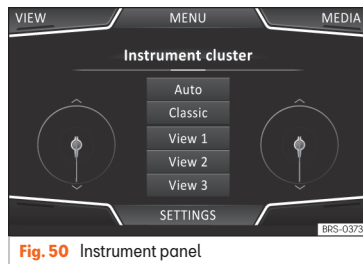 VIEW MENU MEDIA
Instrument cluster
Auto
Classic
View 1
View 2
View 3
SETTINGS
BRS-0373
Fig. 50 Instrument panel